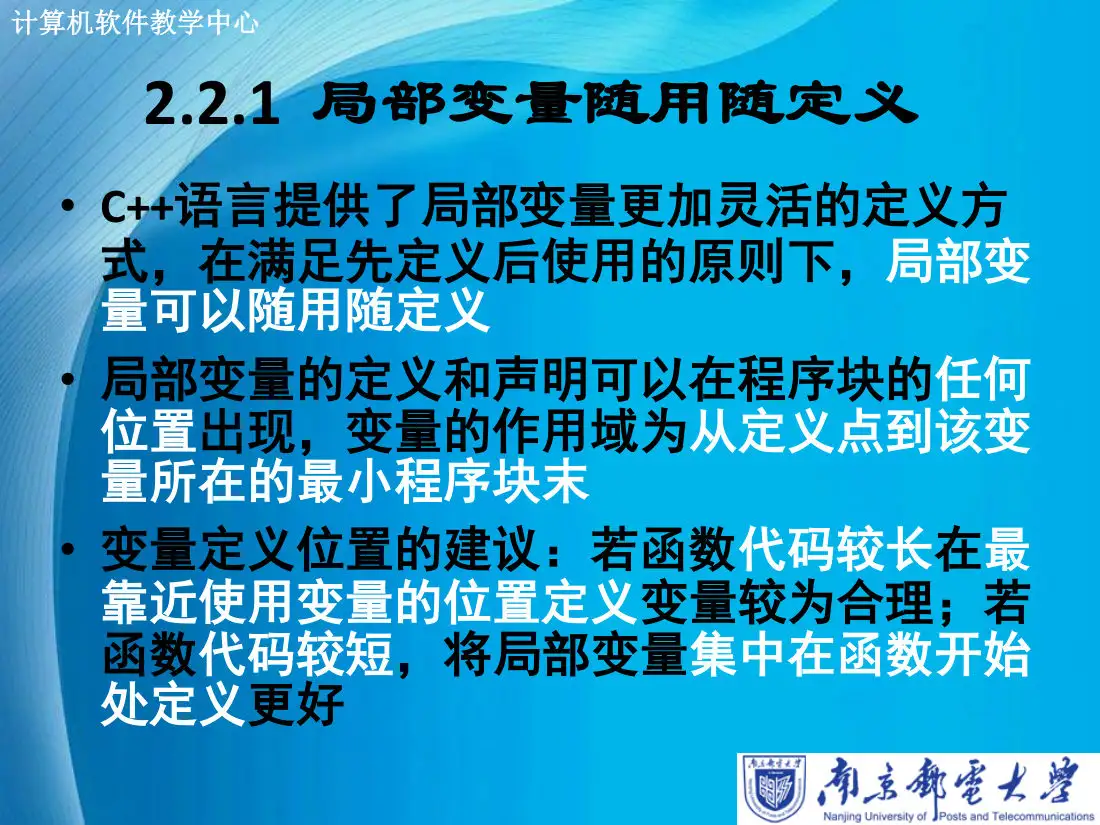 计算机软件教学中心
2.2.1 局部变量随用随定义
• C++语言提供了局部变量更加灵活的定义方
式，在满足先定义后使用的原则下，局部变
量可以随用随定义
• 局部变量的定义和声明可以在程序块的任何
位置出现，变量的作用域为从定义点到该变
量所在的最小程序块末
• 变量定义位置的建议：若函数代码较长在最
靠近使用变量的位置定义变量较为合理；若
函数代码较短，将局部变量集中在函数开始
处定义更好
南京邮电大学
Nanjing University of Posts and Telecommunications